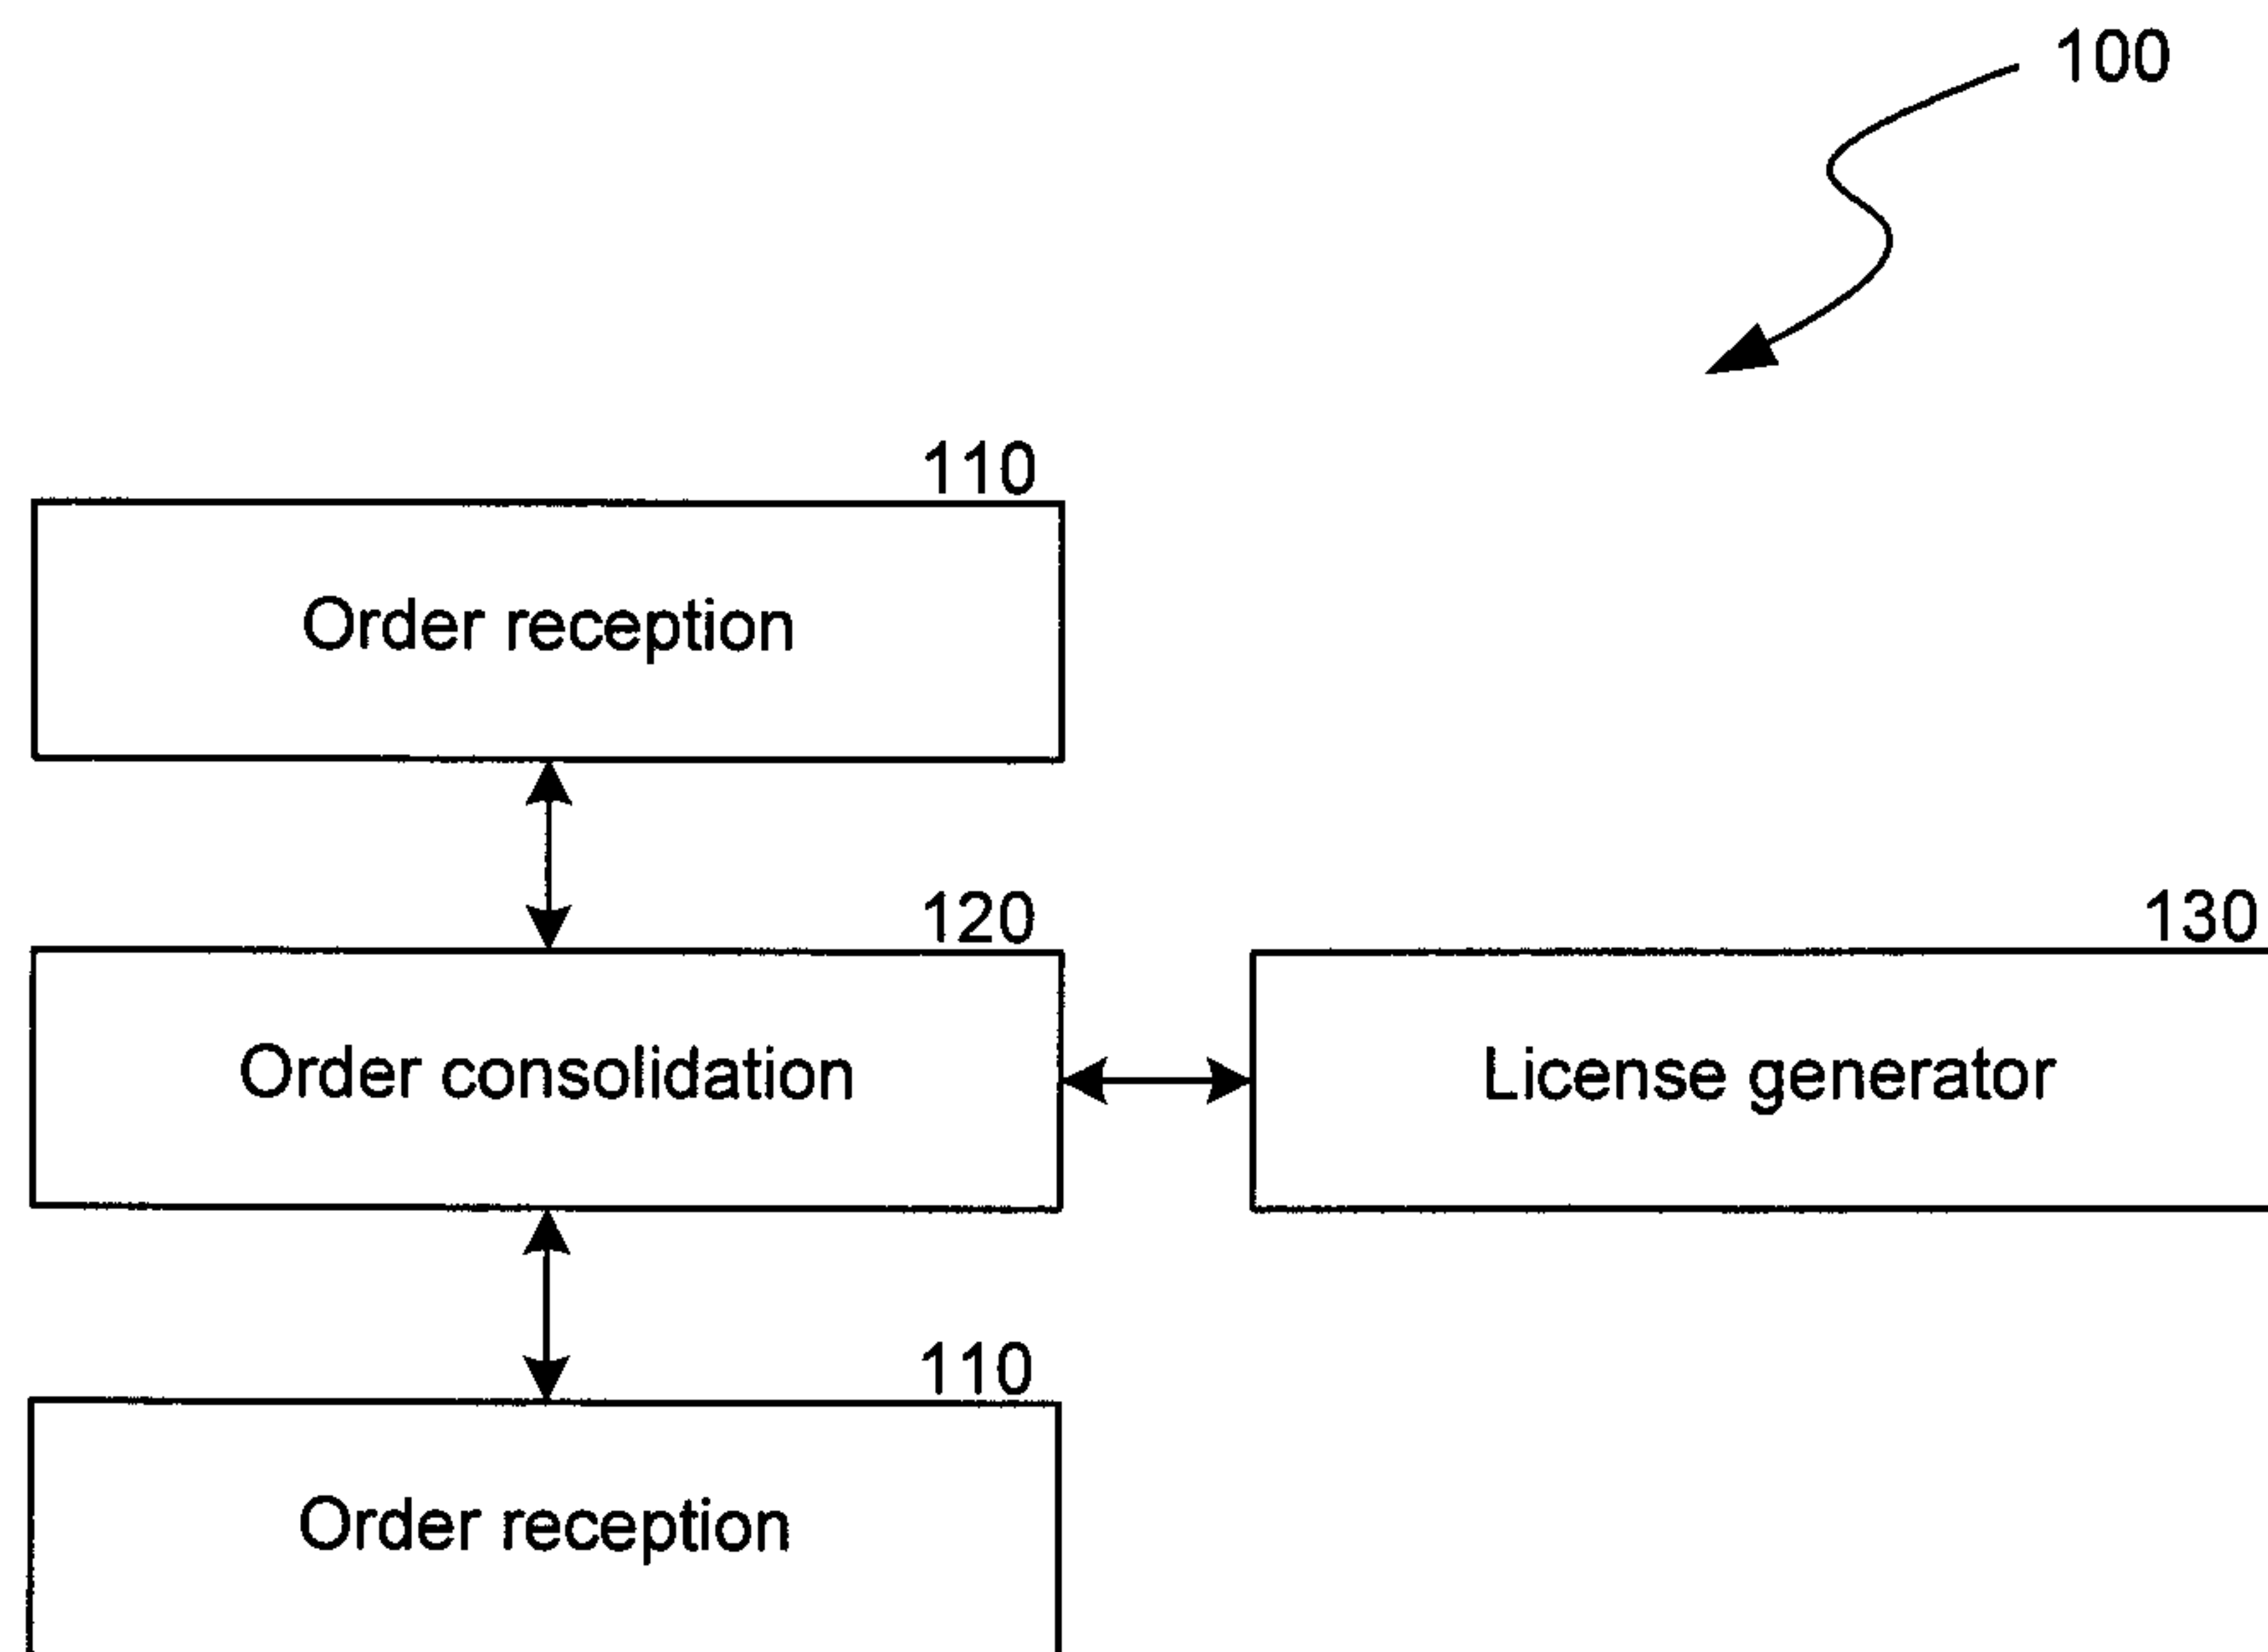 100
110
Order reception
120
130
Order consolidation
License generator
110
Order reception